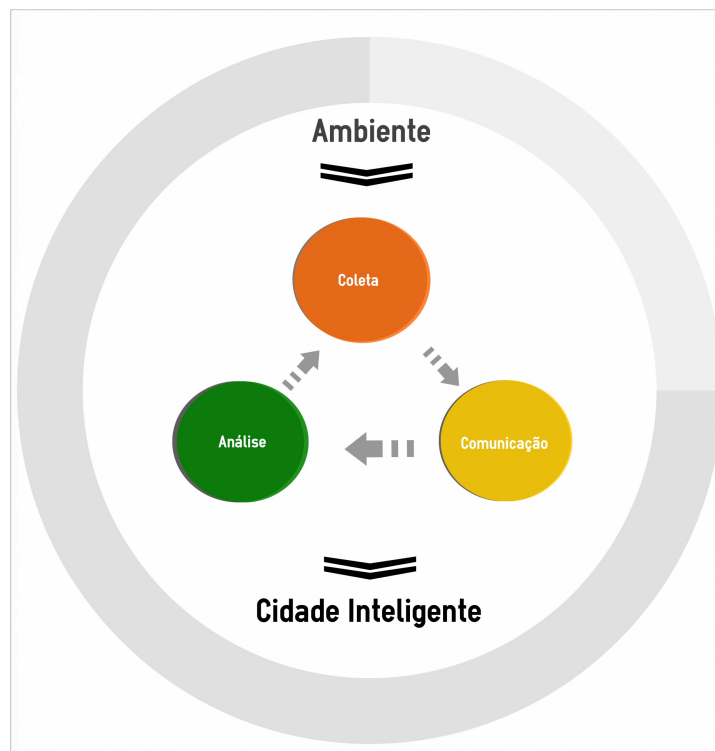 Ambiente
Coleta
Análise
Comunicação
Cidade Inteligente